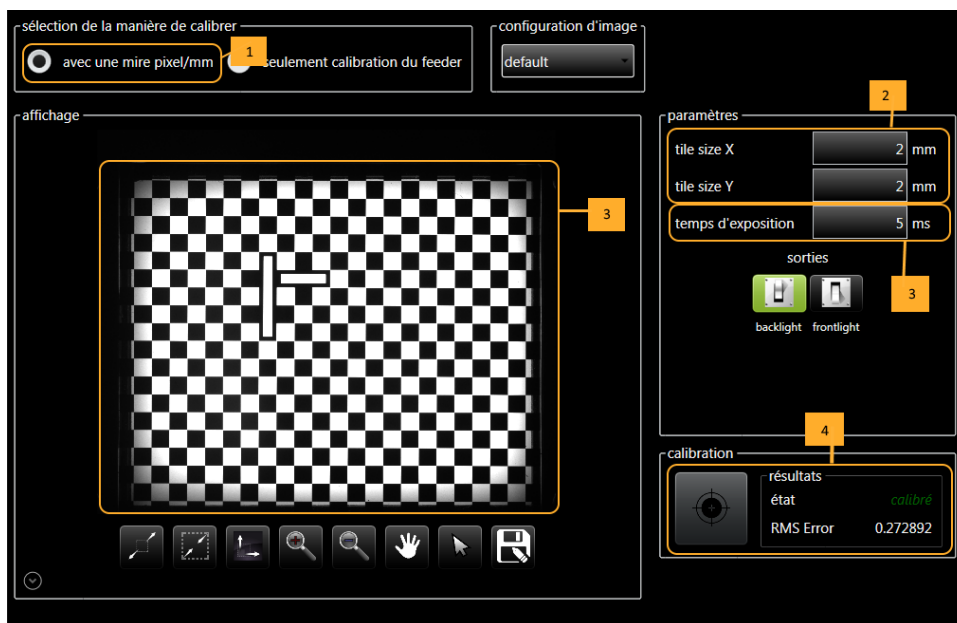 sélection de la manière de calibrer
avec une mire pixel/mm
1
seulement calibration du feeder
configuration d'image
default
affichage
3
2
paramètres
tile size X 2 mm
tile size Y 2 mm
temps d'exposition 5 ms
sorties
3
backlight frontlight
4
calibration
résultats
état calibré
RMS Error 0.272892